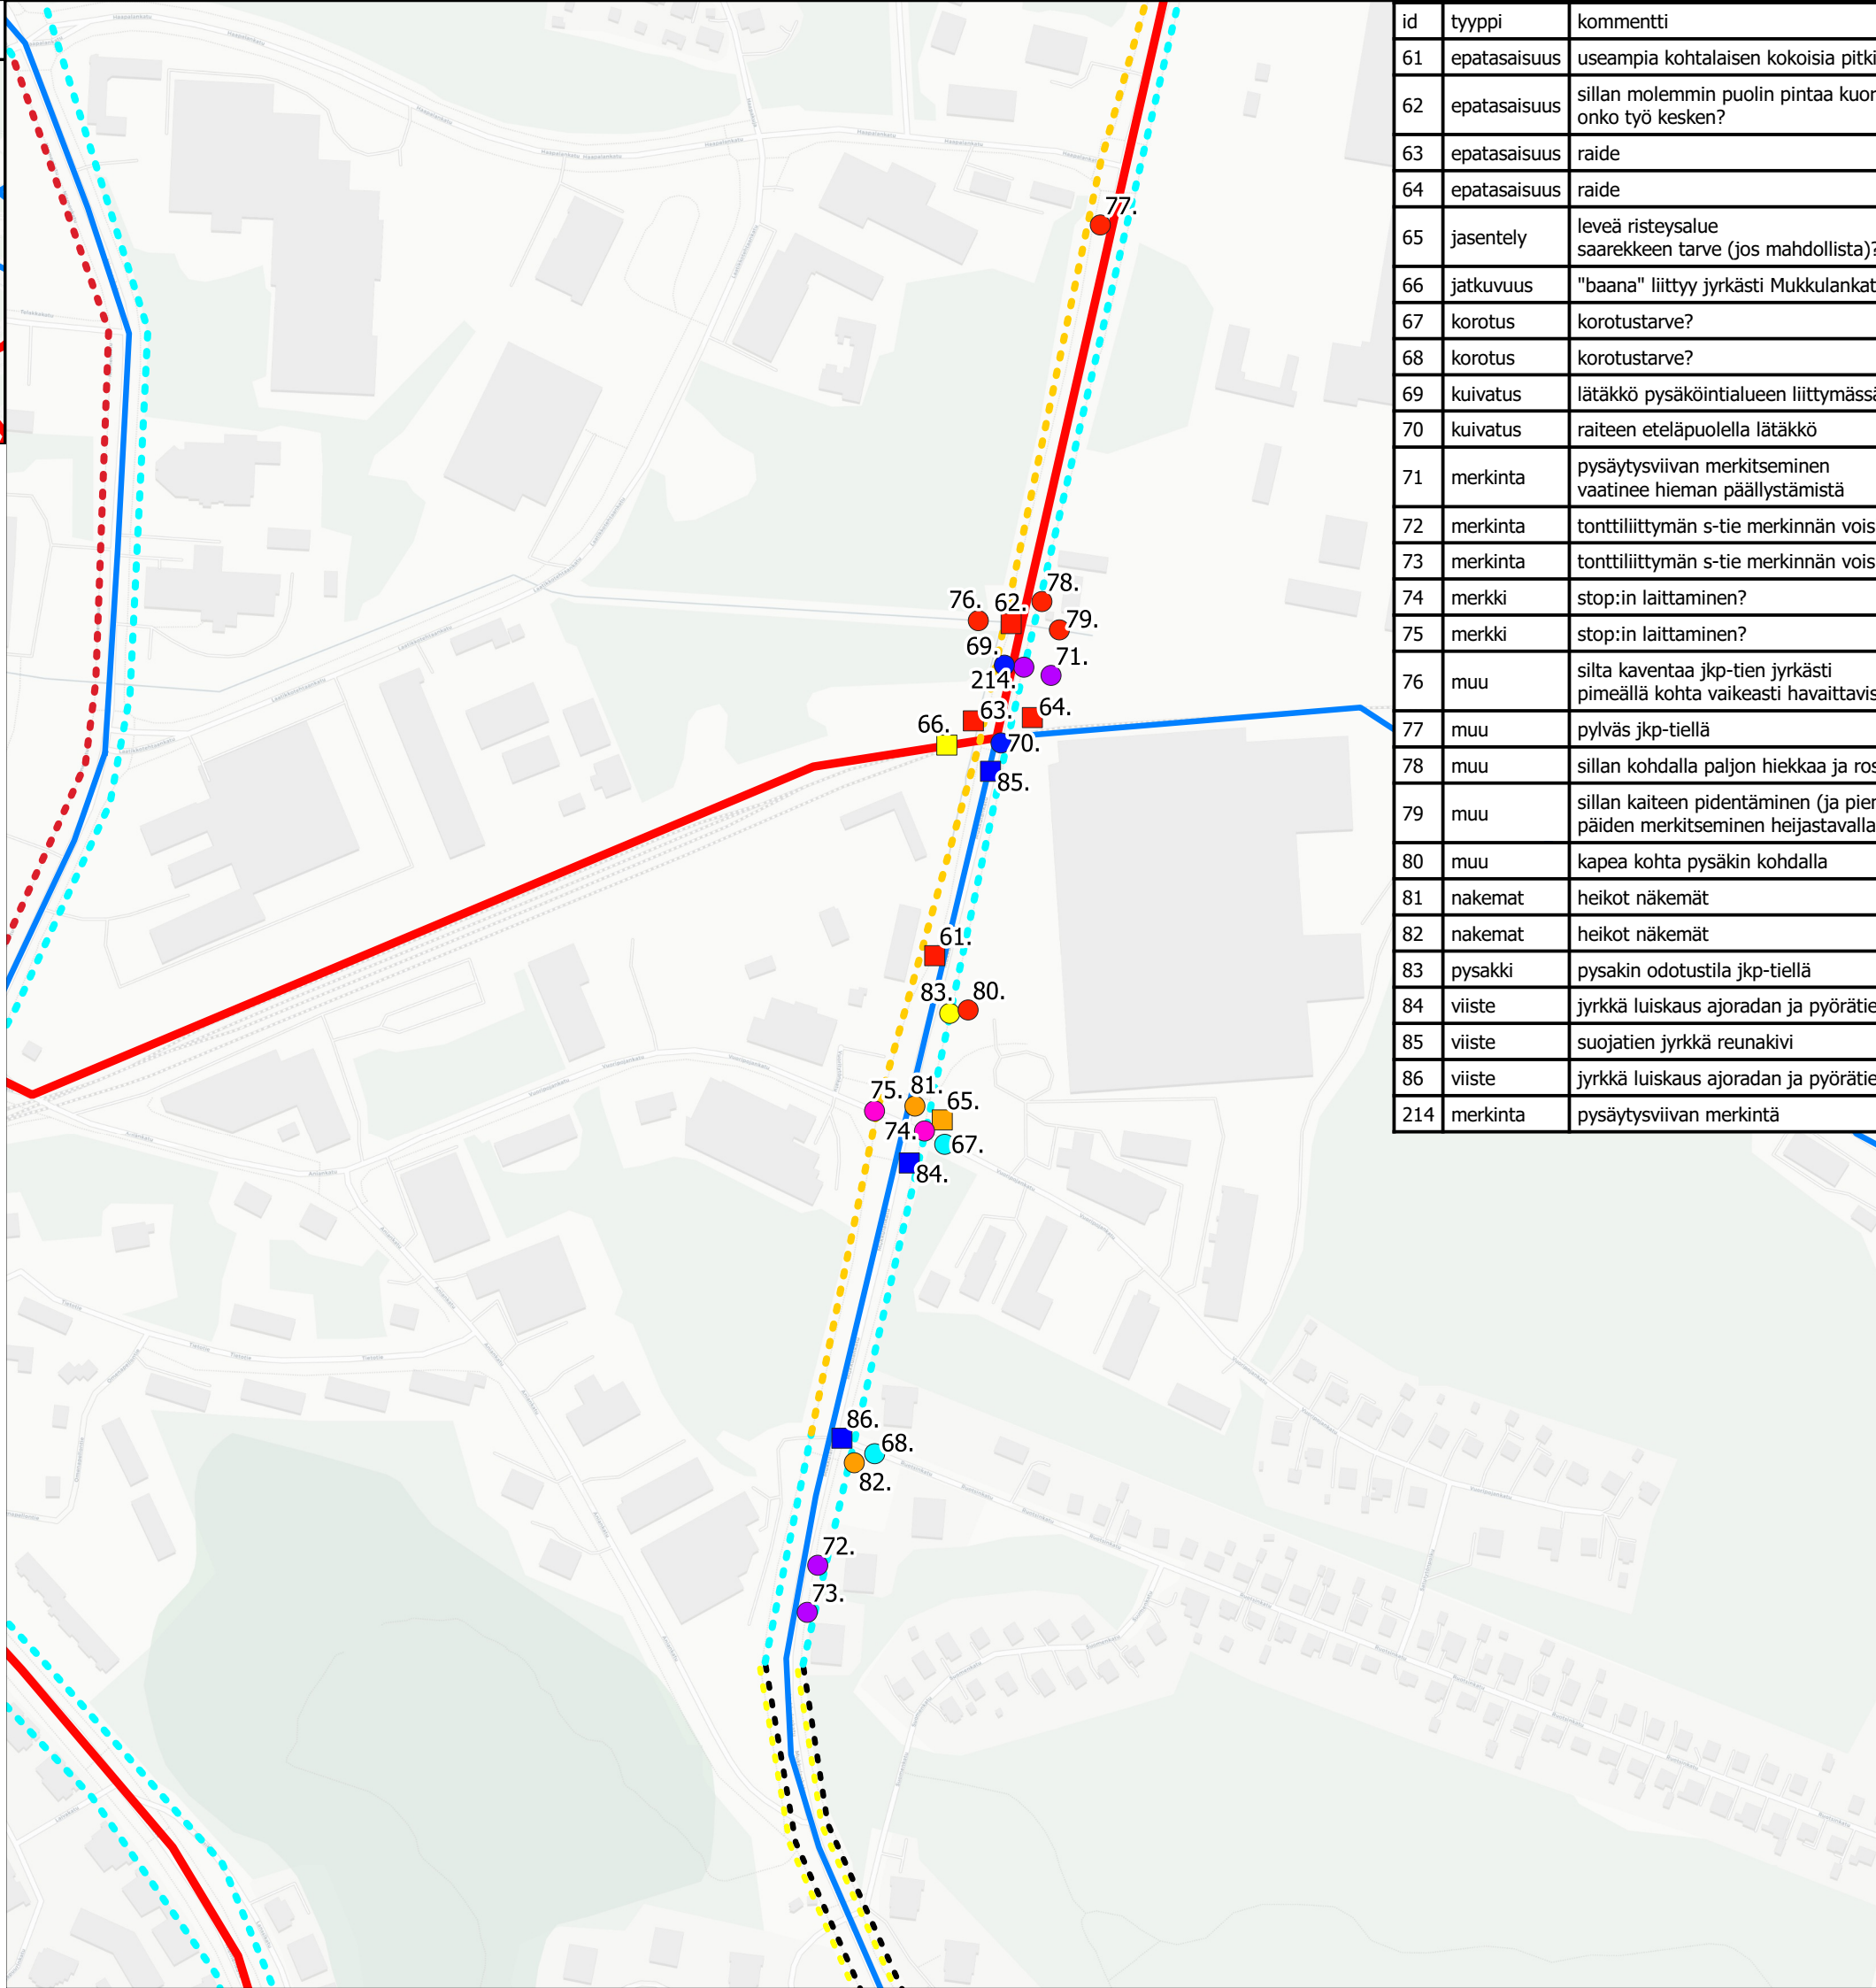 id tyyppi kommentti
61 epatasaisuus useampia kohtalaisen kokoisia pitki
62 epatasaisuus sillan molemmin puolin pintaa kuor
onko työ kesken?
63 epatasaisuus raide
64 epatasaisuus raide
65 jasentely leveä risteysalue
saarekkeen tarve (jos mahdollista)?
66 jatkuvuus "baana" liittyy jyrkästi Mukkulankat
67 korotus korotustarve?
68 korotus korotustarve?
69 kuivatus lätäkkö pysäköintialueen liittymässä
70 kuivatus raiteen eteläpuolella lätäkkö
71 merkinta pysäytysviivan merkitseminen
vaatinee hieman päällystämistä
72 merkinta tonttiliittymän s-tie merkinnän vois
73 merkinta tonttiliittymän s-tie merkinnän vois
74 merkki stop:in laittaminen?
75 merkki stop:in laittaminen?
76 muu silta kaventaa jkp-tien jyrkästi
pimeällä kohta vaikeasti havaittavis
77 muu pylväs jkp-tiellä
78 muu sillan kohdalla paljon hiekkaa ja ros
79 muu sillan kaiteen pidentäminen (ja pier
päiden merkitseminen heijastavalla
80 muu kapea kohta pysäkin kohdalla
81 nakemat heikot näkemät
82 nakemat heikot näkemät
83 pysakki pysakin odotustila jkp-tiellä
84 viiste jyrkkä luiskaus ajoradan ja pyörätie
85 viiste suojatien jyrkkä reunakivi
86 viiste jyrkkä luiskaus ajoradan ja pyörätie
214 merkinta pysäytysviivan merkintä
77.
78.
76.
62.
79.
69.
71.
214.
63.
64.
66.
70.
85.
61.
83.
80.
75.
81.
65.
74.
67.
84.
86.
68.
82.
72.
73.